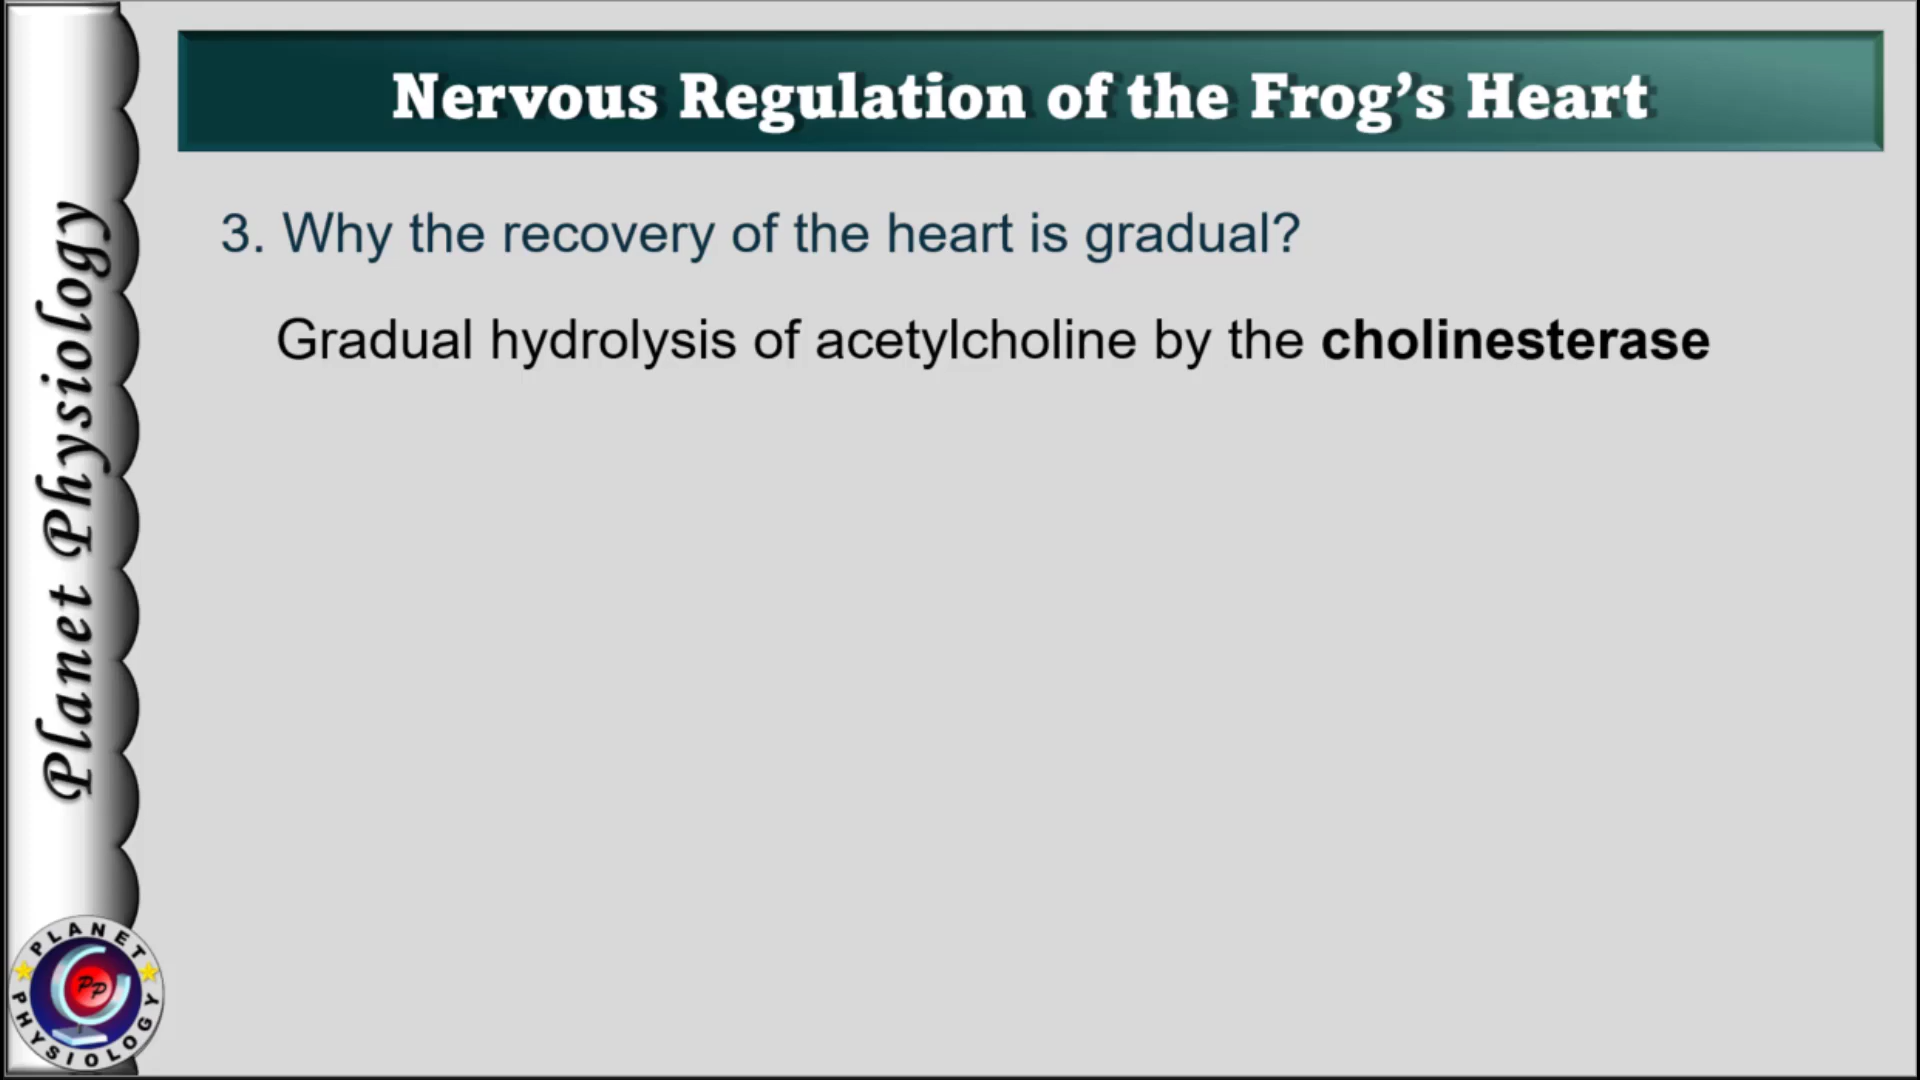 Nervous Regulation of the Frog’s Heart
3. Why the recovery of the heart is gradual?
Gradual hydrolysis of acetylcholine by the cholinesterase
Planet Physiology
PLANET
PP
PHYSIOLOGY